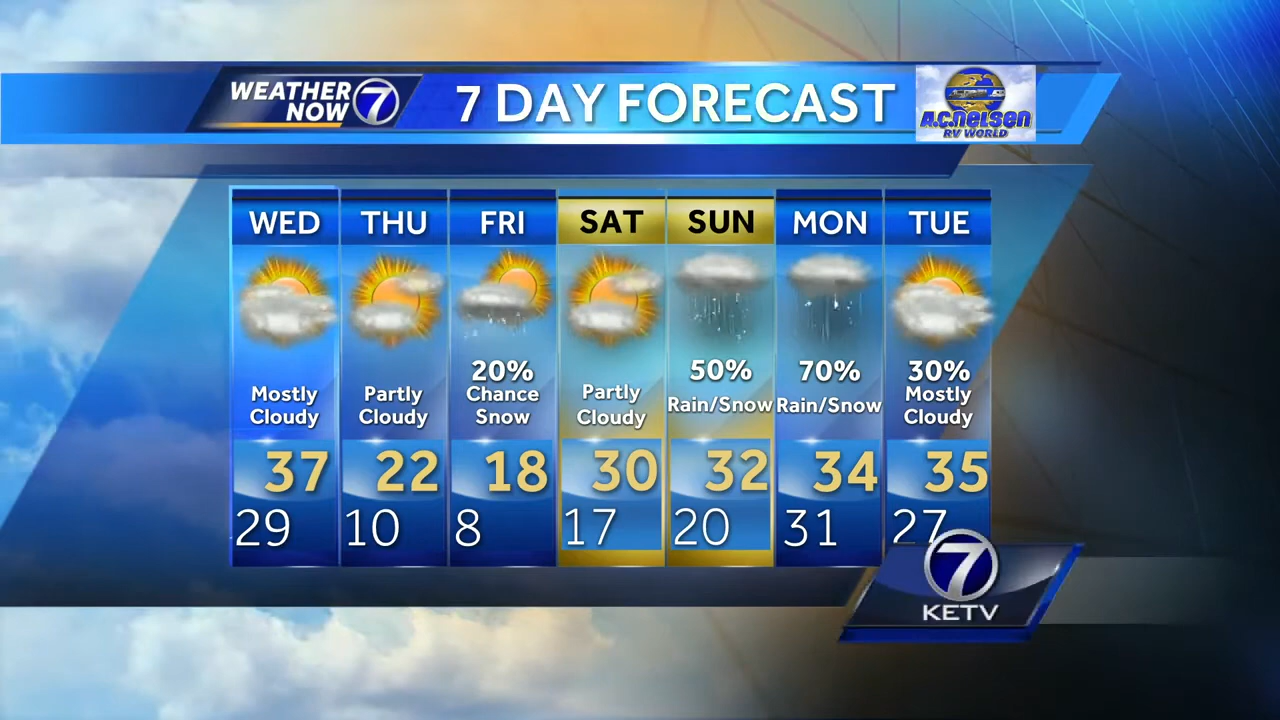 WEATHER
NOW 7
7 DAY FORECAST
A.C.Nelsen
RV WORLD
WED THU FRI SAT SUN MON TUE
20% 50% 70% 30%
Mostly Partly Chance Partly Rain/Snow Rain/Snow Mostly
Cloudy Cloudy Snow Cloudy Cloudy
37 22 18 30 32 34 35
29 10 8 17 20 31 27
7
KETV